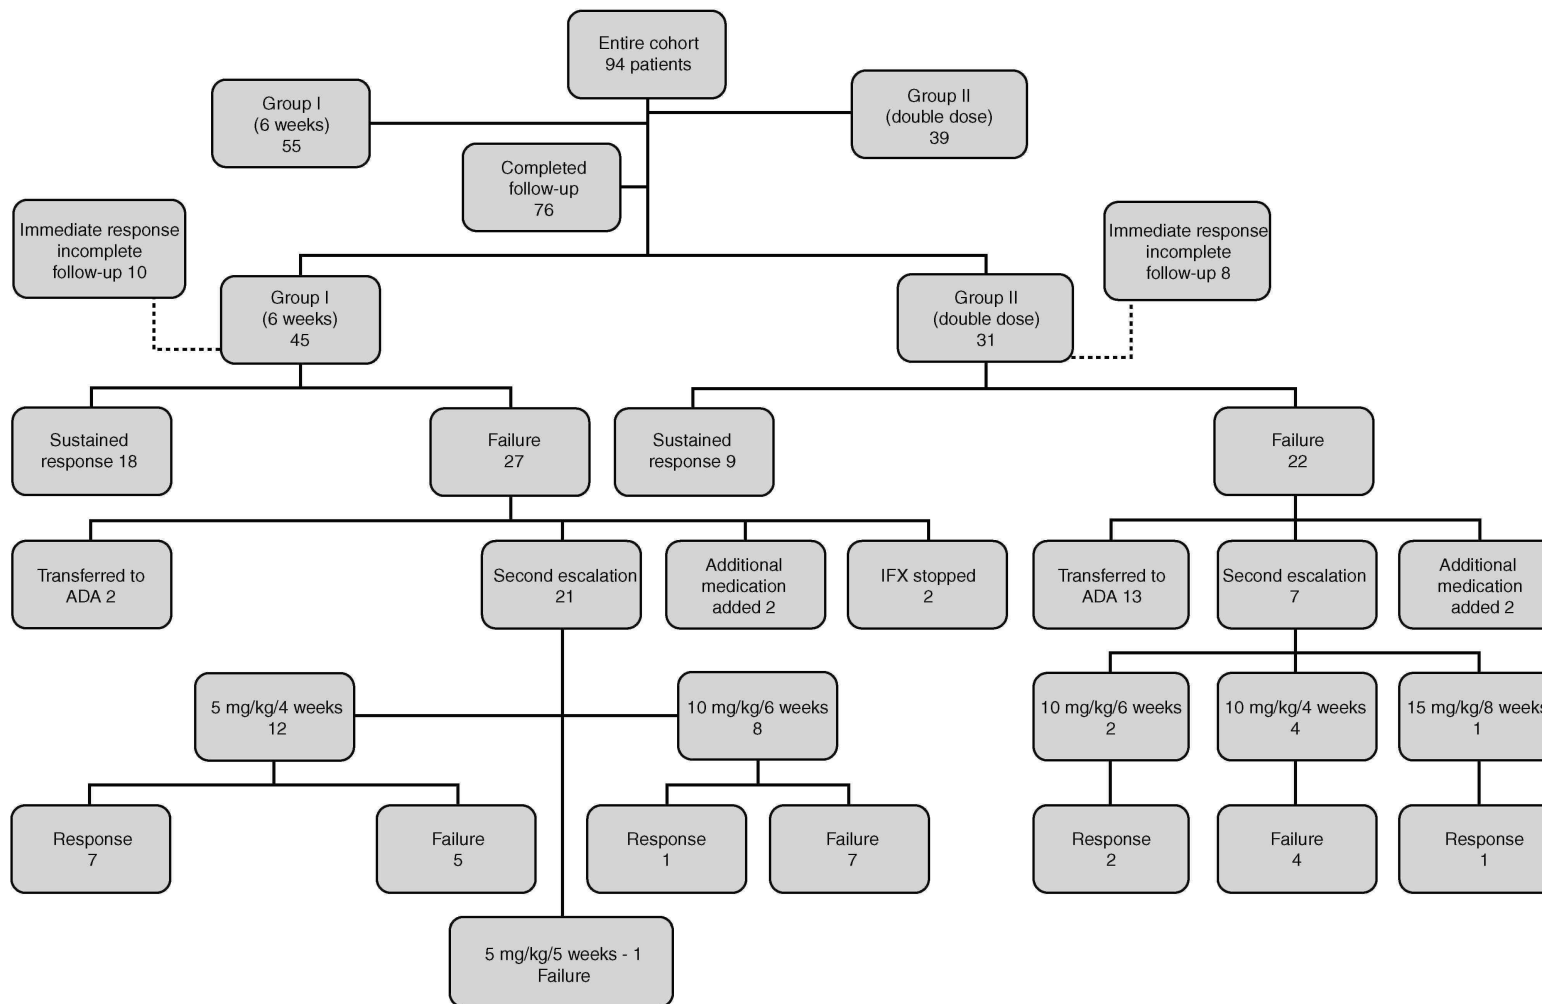 Entire cohort
94 patients
Group I
(6 weeks)
55
Group II
(double dose)
39
Completed
follow-up
76
Immediate response
incomplete
follow-up 10
Immediate response
incomplete
follow-up 8
Group I
(6 weeks)
45
Group II
(double dose)
31
Sustained
response 18
Failure
27
Sustained
response 9
Failure
22
Transferred to
ADA 2
Second escalation
21
Additional
medication
added 2
IFX stopped
2
Transferred to
ADA 13
Second escalation
7
Additional
medication
added 2
5 mg/kg/4 weeks
12
10 mg/kg/6 weeks
8
10 mg/kg/6 weeks
2
10 mg/kg/4 weeks
4
15 mg/kg/8 weeks
1
Response
7
Failure
5
Response
1
Failure
7
Response
2
Failure
4
Response
1
5 mg/kg/5 weeks - 1
Failure